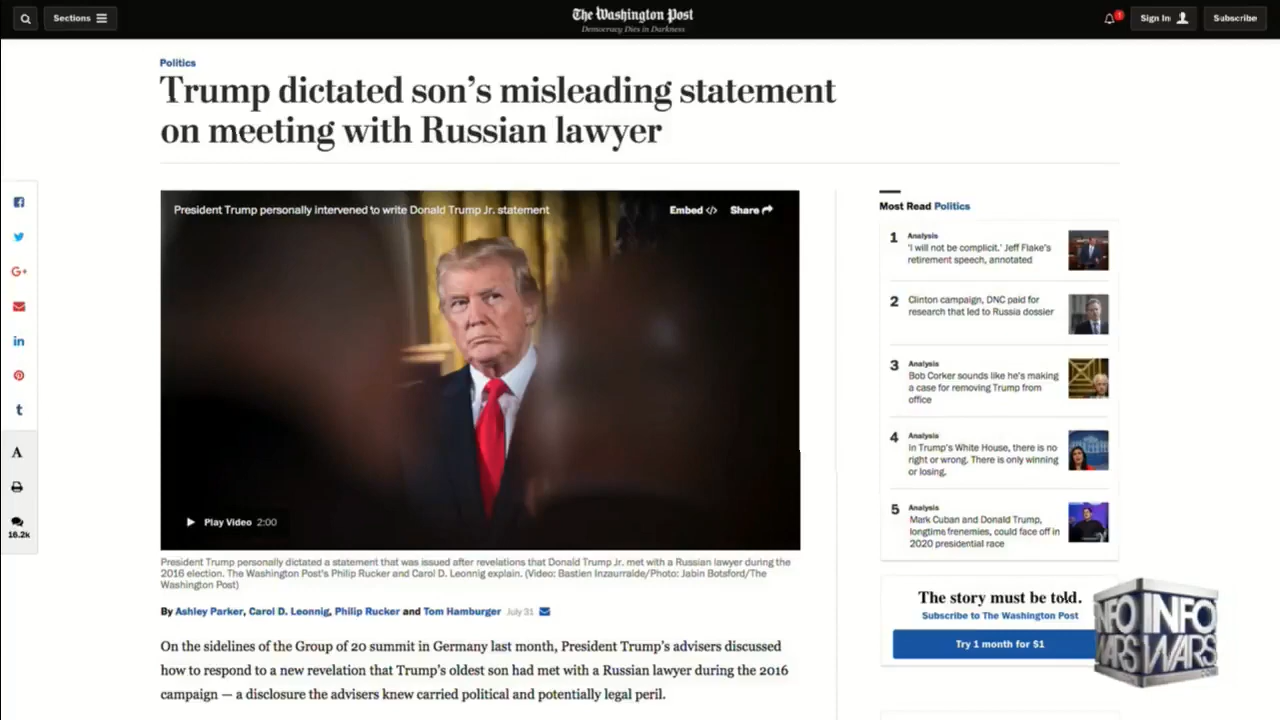 Sections
The Washington Post
Democracy Dies in Darkness
1
Sign In
Subscribe
Politics
Trump dictated son's misleading statement
on meeting with Russian lawyer
President Trump personally intervened to write Donald Trump Jr. statement
Embed </>
Share
Play Video 2:00
President Trump personally dictated a statement that was issued after revelations that Donald Trump Jr. met with a Russian lawyer during the
2016 election. The Washington Post's Philip Rucker and Carol D. Leonnig explain. (Video: Bastien Inzaurralde/Photo: Jabin Botsford/The
Washington Post)
By Ashley Parker, Carol D. Leonnig, Philip Rucker and Tom Hamburger July 31
On the sidelines of the Group of 20 summit in Germany last month, President Trump's advisers discussed
how to respond to a new revelation that Trump's oldest son had met with a Russian lawyer during the 2016
campaign — a disclosure the advisers knew carried political and potentially legal peril.
G+
in
t
A
16.2k
Most Read Politics
1
Analysis
'I will not be complicit.' Jeff Flake's
retirement speech, annotated
2
Clinton campaign, DNC paid for
research that led to Russia dossier
3
Analysis
Bob Corker sounds like he's making
a case for removing Trump from
office
4
Analysis
In Trump's White House, there is no
right or wrong. There is only winning
or losing.
5
Analysis
Mark Cuban and Donald Trump,
longtime frenemies, could face off in
2020 presidential race
The story must be told.
Subscribe to The Washington Post
Try 1 month for $1
INFO
WARS
INFO
WARS